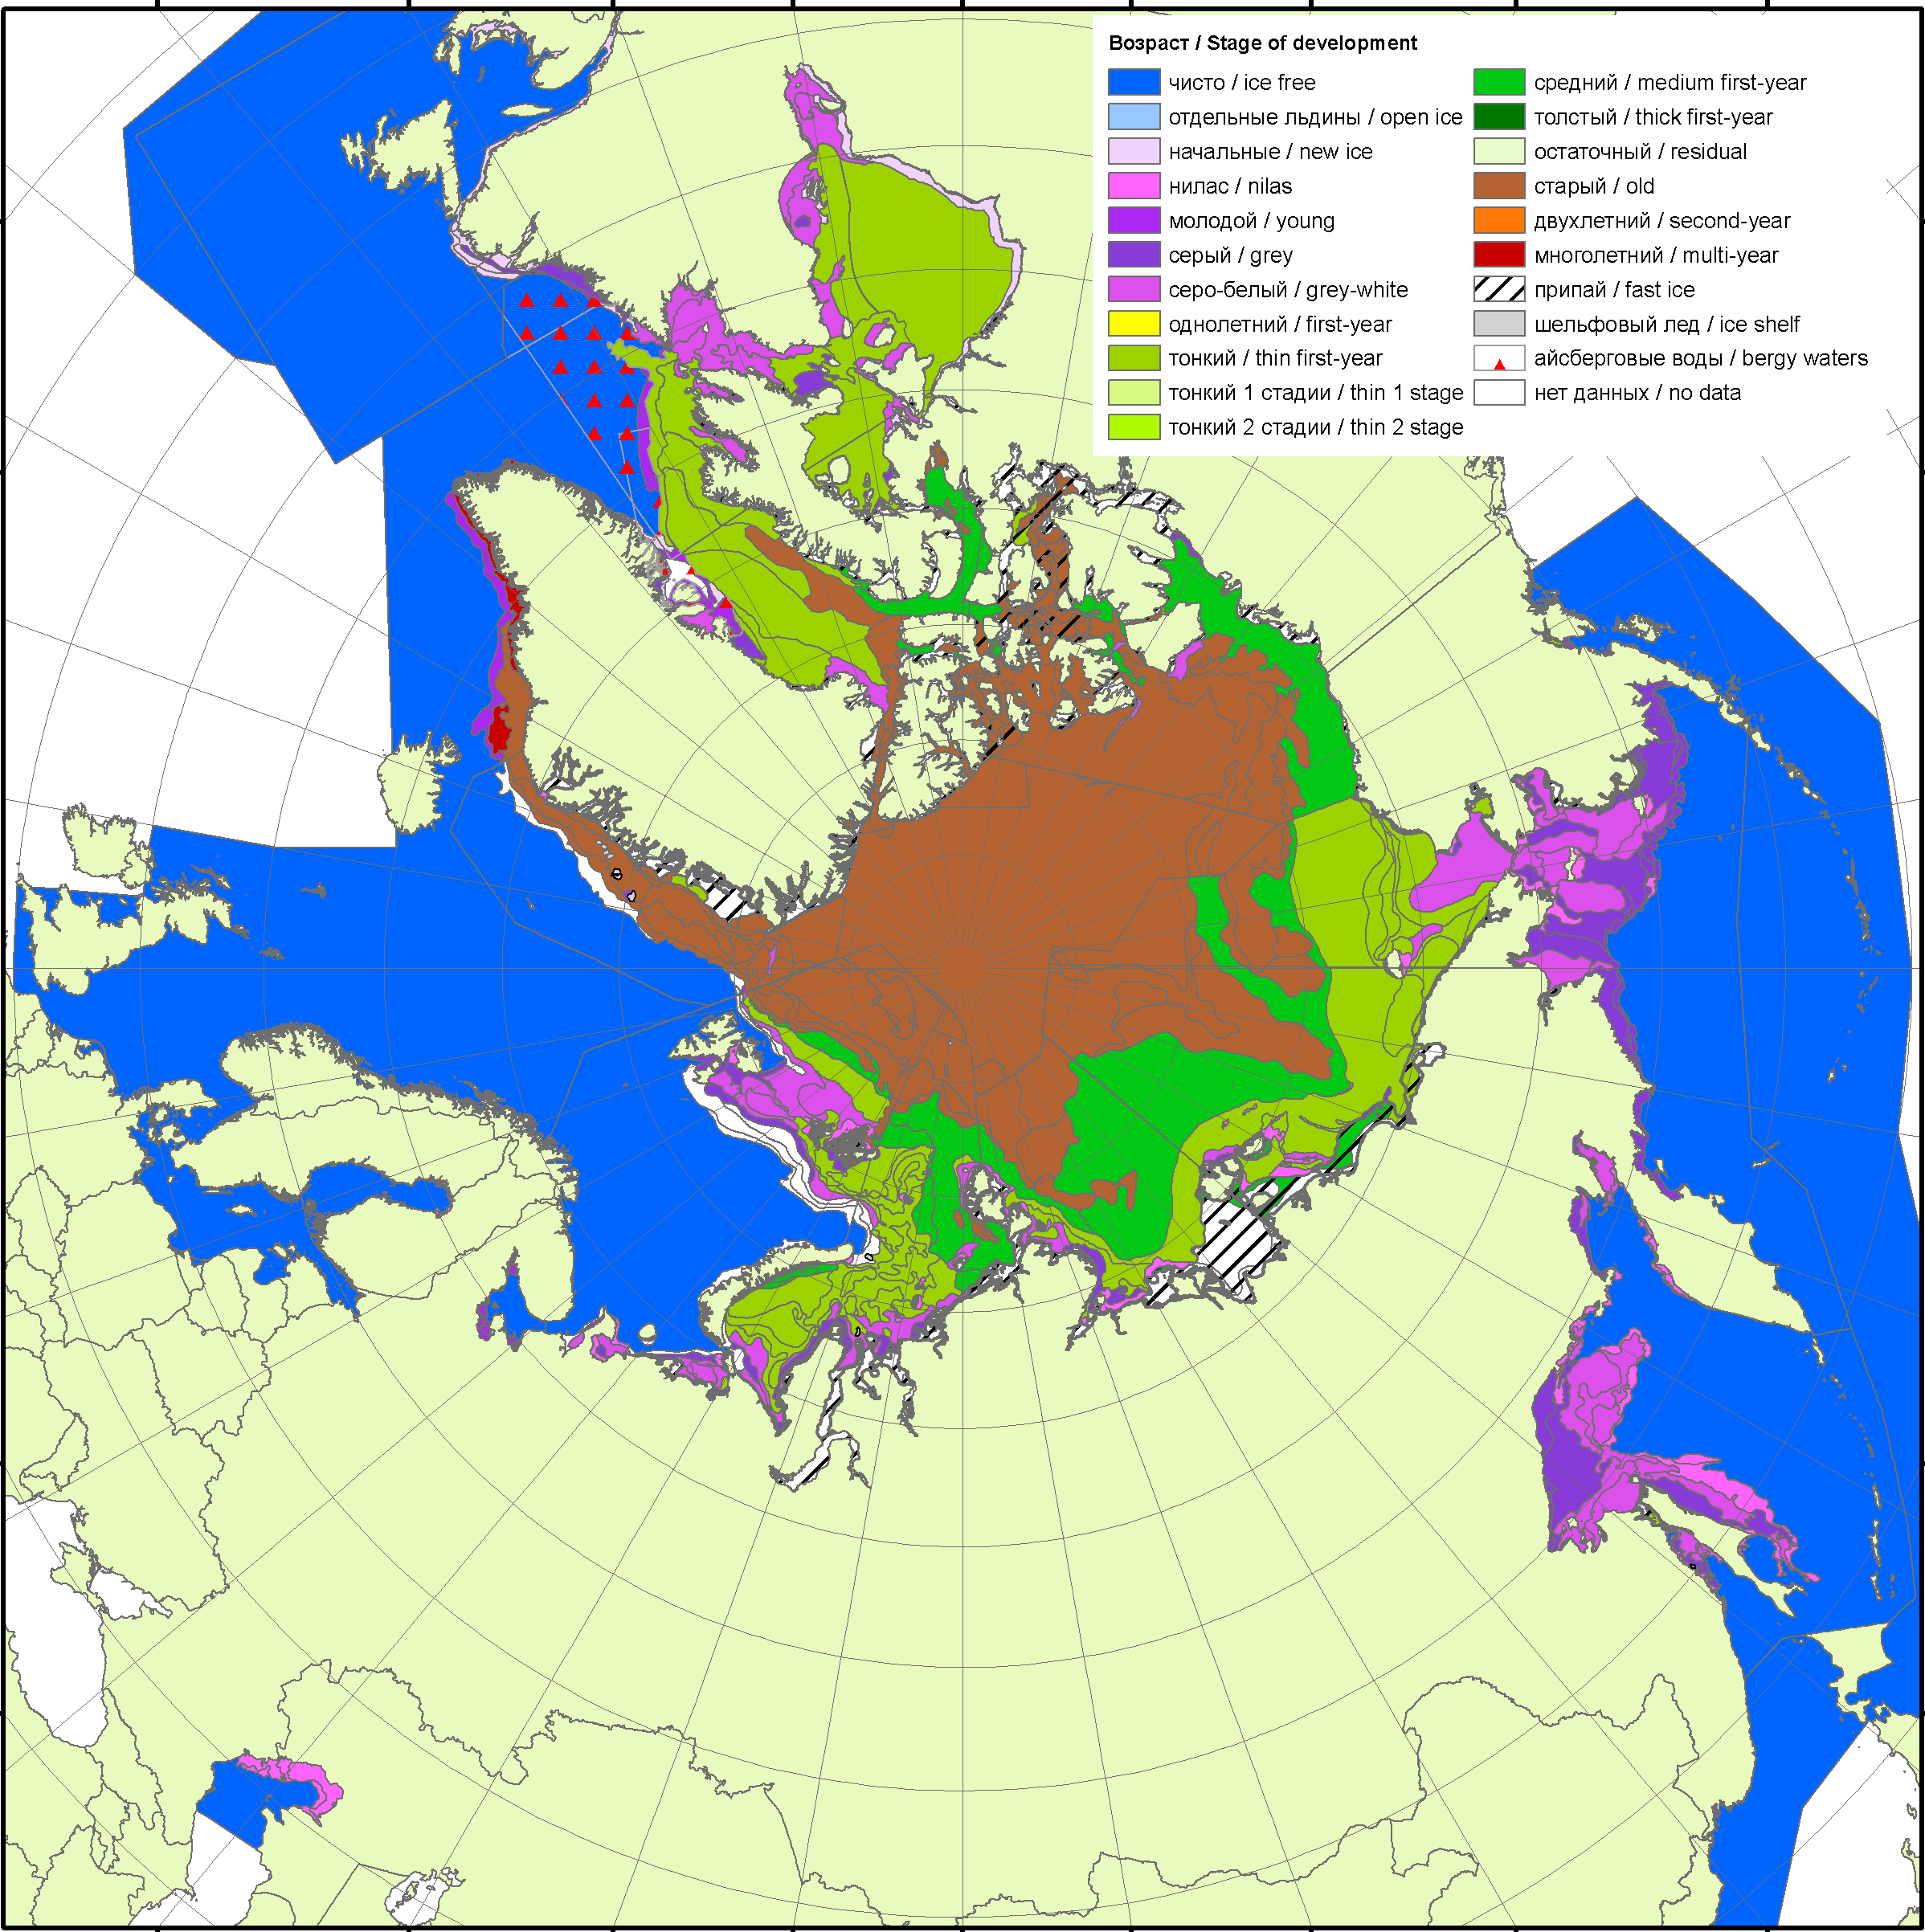 Возраст / Stage of development
чисто / ice free
отдельные льдины / open ice
начальные / new ice
нилас / nilas
молодой / young
серый / grey
серо-белый / grey-white
однолетний / first-year
тонкий / thin first-year
тонкий 1 стадии / thin 1 stage
тонкий 2 стадии / thin 2 stage
средний / medium first-year
толстый / thick first-year
остаточный / residual
старый / old
двухлетний / second-year
многолетний / multi-year
припай / fast ice
шельфовый лед / ice shelf
айсберговые воды / bergy waters
нет данных / no data